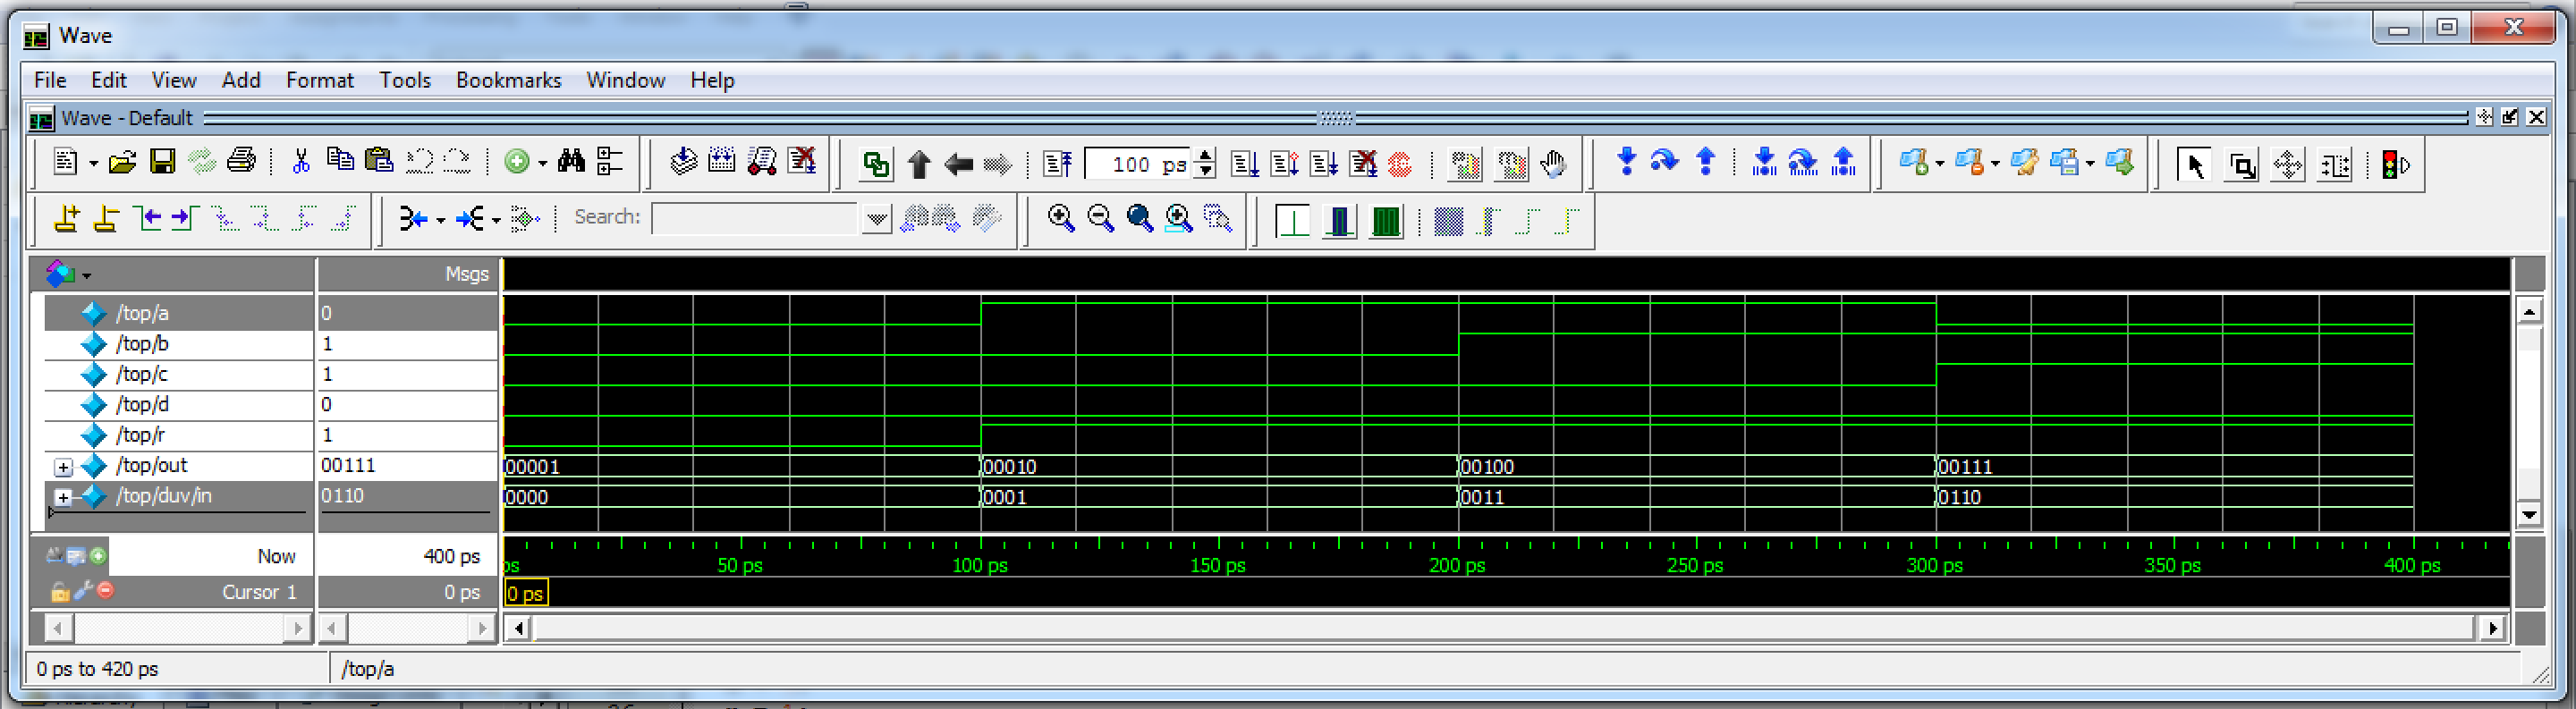 Wave
File Edit View Add Format Tools Bookmarks Window Help
Wave - Default
100 ps
Search:
Msgs
/top/a 0
/top/b 1
/top/c 1
/top/d 0
/top/r 1
/top/out 00111 00001 00010 00100 00111
/top/duv/in 0110 0000 0001 0011 0110
Now 400 ps ps 50 ps 100 ps 150 ps 200 ps 250 ps 300 ps 350 ps 400 ps
Cursor 1 0 ps 0 ps
0 ps to 420 ps /top/a